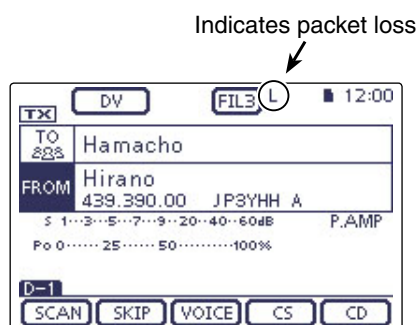 Indicates packet loss
TX DV FIL3 L 12:00
TO Hamacho
FROM Hirano
439.390.00 JP3YHH A
S 1···3···5···7···9··20··40··60dB P.AMP
Po 0······25······50··········100%
D-1
SCAN SKIP VOICE CS CD